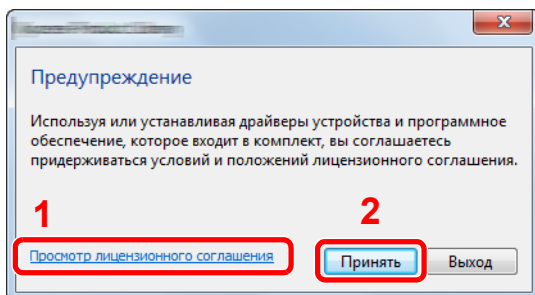 Предупреждение
Используя или устанавливая драйверы устройства и программное
обеспечение, которое входит в комплект, вы соглашаетесь
придерживаться условий и положений лицензионного соглашения.
1
2
Просмотр лицензионного соглашения
Принять
Выход